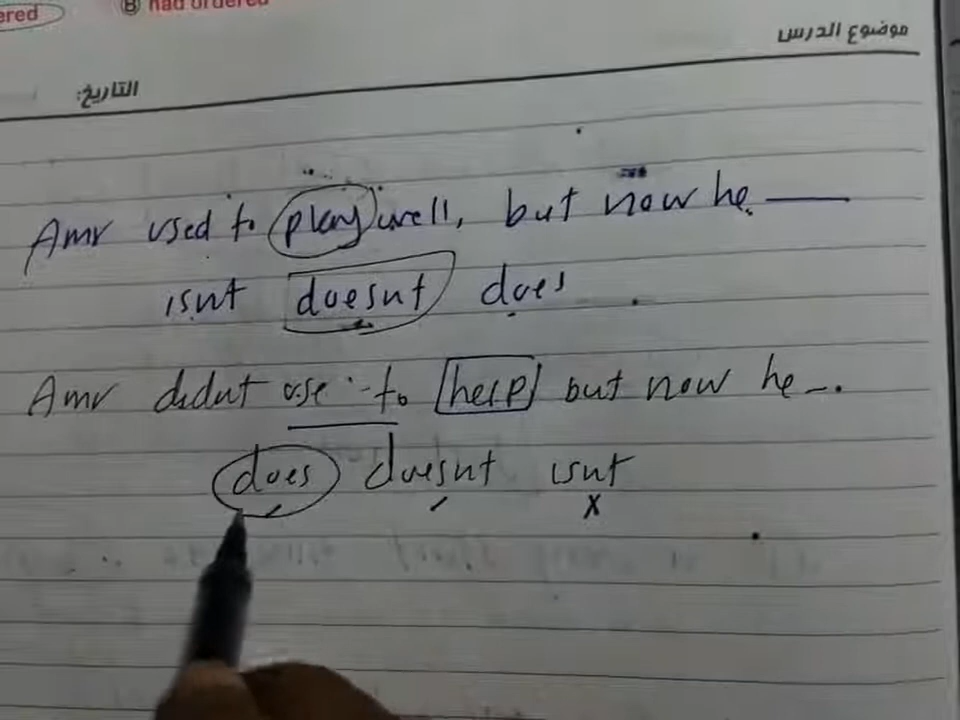 ered Ⓑ had ordered
موضوع الدرس
التاريخ:
Amr used to play well, but now he
isnt doesnt does
Amr didnt use to help but now he
does doesnt isnt
x